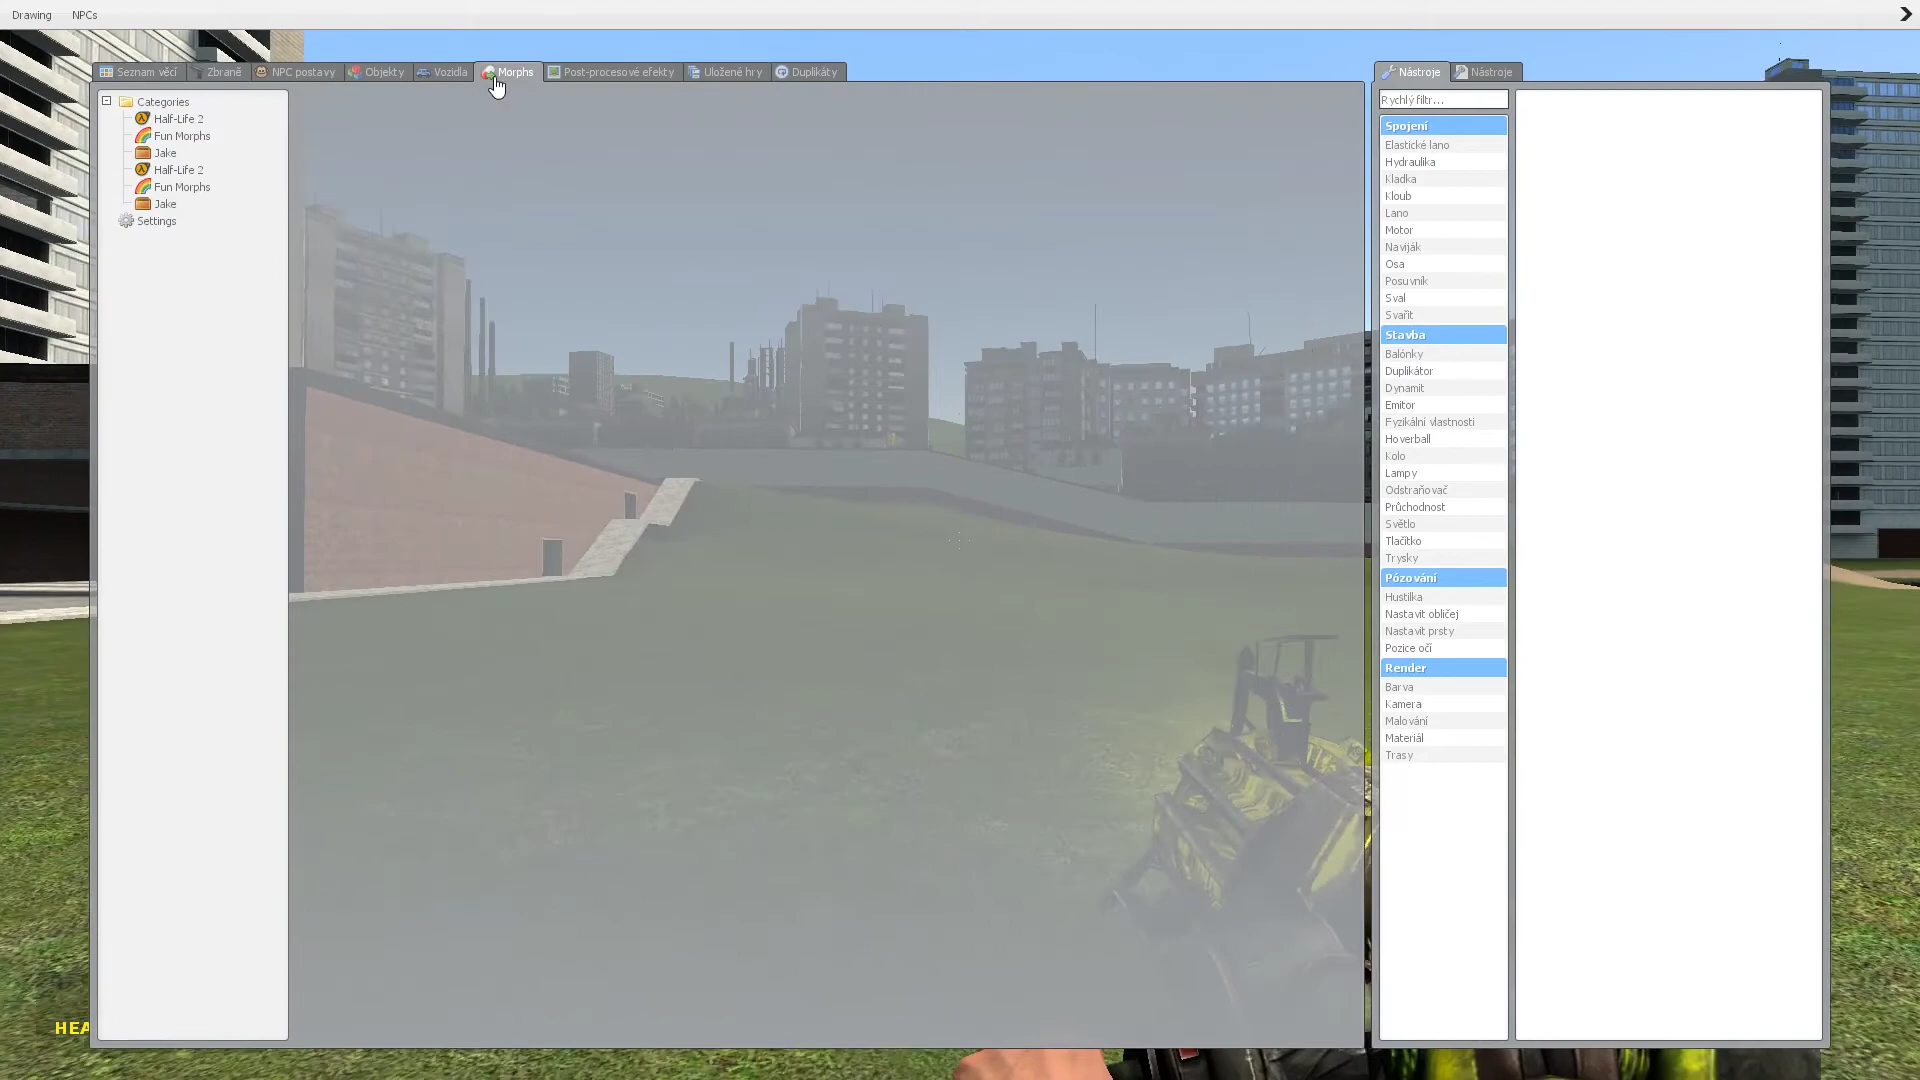 Drawing NPCs
Seznam věcí Zbraně NPC postavy Objekty Vozidla Morphs Post-procesové efekty Uložené hry Duplikáty
Categories
Half-Life 2
Fun Morphs
Jake
Half-Life 2
Fun Morphs
Jake
Settings
HEA
Nástroje Nástroje
Rychlý filtr...
Spojení
Elastické lano
Hydraulika
Kladka
Kloub
Lano
Motor
Naviják
Osa
Posuvník
Sval
Svařit
Stavba
Balónky
Duplikátor
Dynamit
Emitor
Fyzikální vlastnosti
Hoverball
Kolo
Lampy
Odstraňovač
Průchodnost
Světlo
Tlačítko
Trysky
Pózování
Hustilka
Nastavit obličej
Nastavit prsty
Pozice očí
Render
Barva
Kamera
Malování
Materiál
Trasy